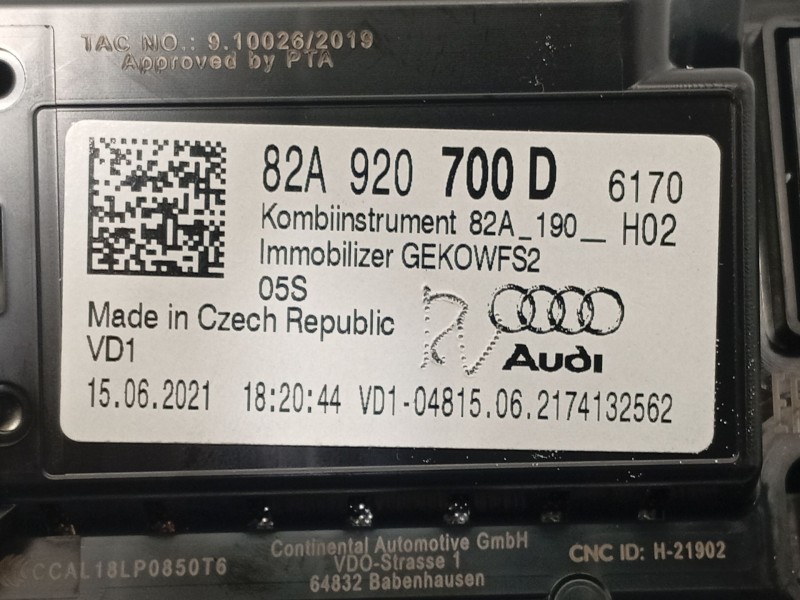 TAC NO.: 9.10026/2019
Approved by PTA
82A 920 700 D 6170
Kombiinstrument 82A_190__ H02
Immobilizer GEKOWFS2
05S
Made in Czech Republic
VD1
Audi
15.06.2021 18:20:44 VD1-04815.06.2174132562
CCAL18LP0850T6
Continental Automotive GmbH
VDO-Strasse 1
64832 Babenhausen
CNC ID: H-21902